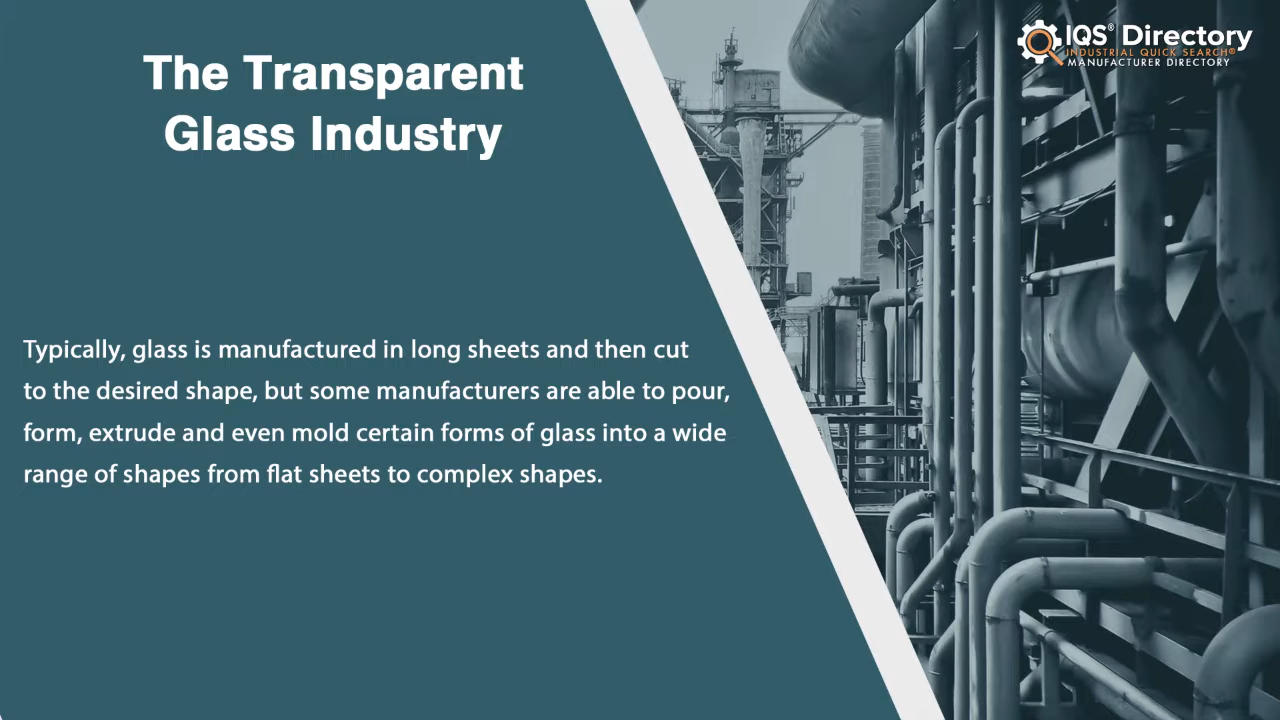 The Transparent
Glass Industry
IQS® Directory
INDUSTRIAL QUICK SEARCH®
MANUFACTURER DIRECTORY
Typically, glass is manufactured in long sheets and then cut
to the desired shape, but some manufacturers are able to pour,
form, extrude and even mold certain forms of glass into a wide
range of shapes from flat sheets to complex shapes.